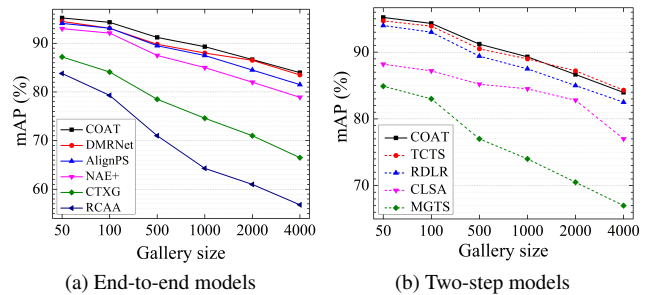 mAP (%)
90
80
70
60
COAT
DMRNet
AlignPS
NAE+
CTXG
RCAA
50 100 500 1000 2000 4000
Gallery size
(a) End-to-end models
mAP (%)
90
80
70
COAT
TCTS
RDLR
CLSA
MGTS
50 100 500 1000 2000 4000
Gallery size
(b) Two-step models